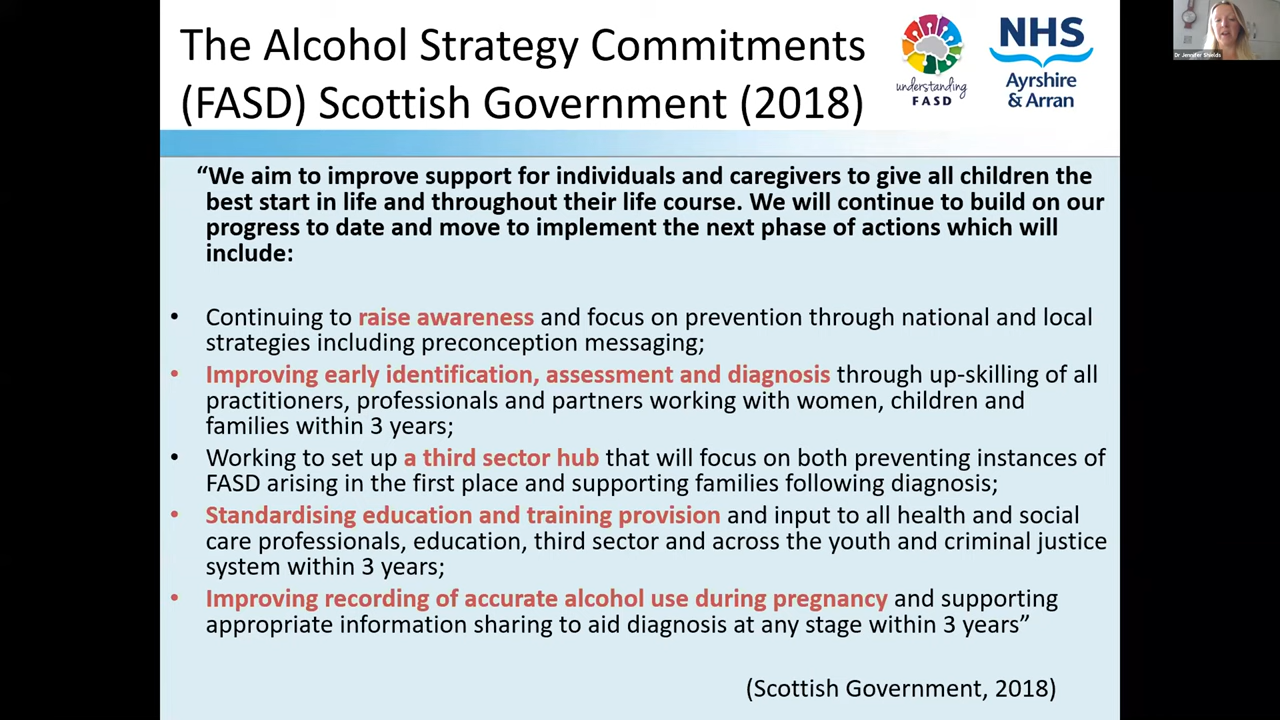 The Alcohol Strategy Commitments
(FASD) Scottish Government (2018)
understanding
FASD
NHS
Ayrshire
& Arran
Dr Jennifer Shields
“We aim to improve support for individuals and caregivers to give all children the
best start in life and throughout their life course. We will continue to build on our
progress to date and move to implement the next phase of actions which will
include:
• Continuing to raise awareness and focus on prevention through national and local
strategies including preconception messaging;
• Improving early identification, assessment and diagnosis through up-skilling of all
practitioners, professionals and partners working with women, children and
families within 3 years;
• Working to set up a third sector hub that will focus on both preventing instances of
FASD arising in the first place and supporting families following diagnosis;
• Standardising education and training provision and input to all health and social
care professionals, education, third sector and across the youth and criminal justice
system within 3 years;
• Improving recording of accurate alcohol use during pregnancy and supporting
appropriate information sharing to aid diagnosis at any stage within 3 years”
(Scottish Government, 2018)